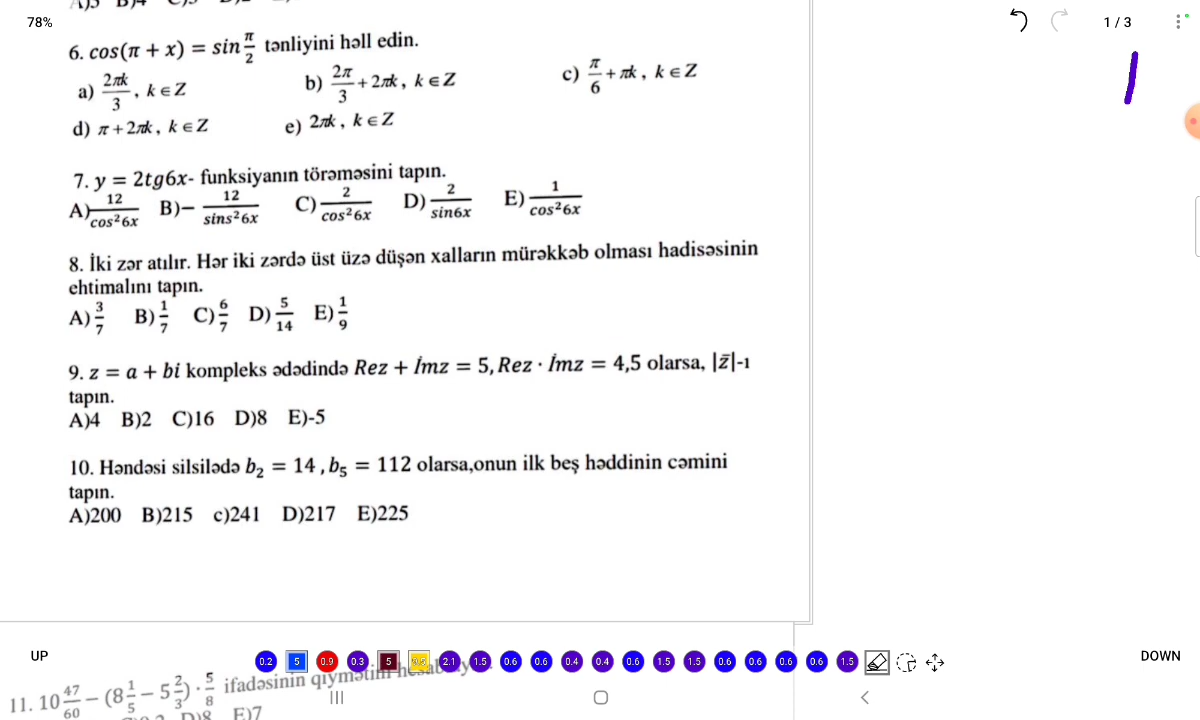 78%
1 / 3
6. cos(π + x) = sin π/2 tənliyini həll edin.
a) 2πk/3 , k ∈ Z b) 2π/3 + 2πk , k ∈ Z c) π/6 + πk , k ∈ Z
d) π + 2πk , k ∈ Z e) 2πk , k ∈ Z
7. y = 2tg6x- funksiyanın törəməsini tapın.
A) 12/cos²6x B)− 12/sins²6x C) 2/cos²6x D) 2/sin6x E) 1/cos²6x
8. İki zər atılır. Hər iki zərdə üst üzə düşən xalların mürəkkəb olması hadisəsinin
ehtimalını tapın.
A) 3/7 B) 1/7 C) 6/7 D) 5/14 E) 1/9
9. z = a + bi kompleks ədədində Rez + İmz = 5, Rez · İmz = 4,5 olarsa, |z̄|-ı
tapın.
A)4 B)2 C)16 D)8 E)-5
10. Həndəsi silsilədə b₂ = 14 , b₅ = 112 olarsa,onun ilk beş həddinin cəmini
tapın.
A)200 B)215 c)241 D)217 E)225
UP
0.2 5 0.9 0.3 5 2.1 1.5 0.6 0.6 0.4 0.4 0.6 1.5 1.5 0.6 0.6 0.6 0.6 1.5
DOWN
11. 10 47/60 − (8 1/5 − 5 2/3) · 5/8 ifadəsinin
D)8 E)7